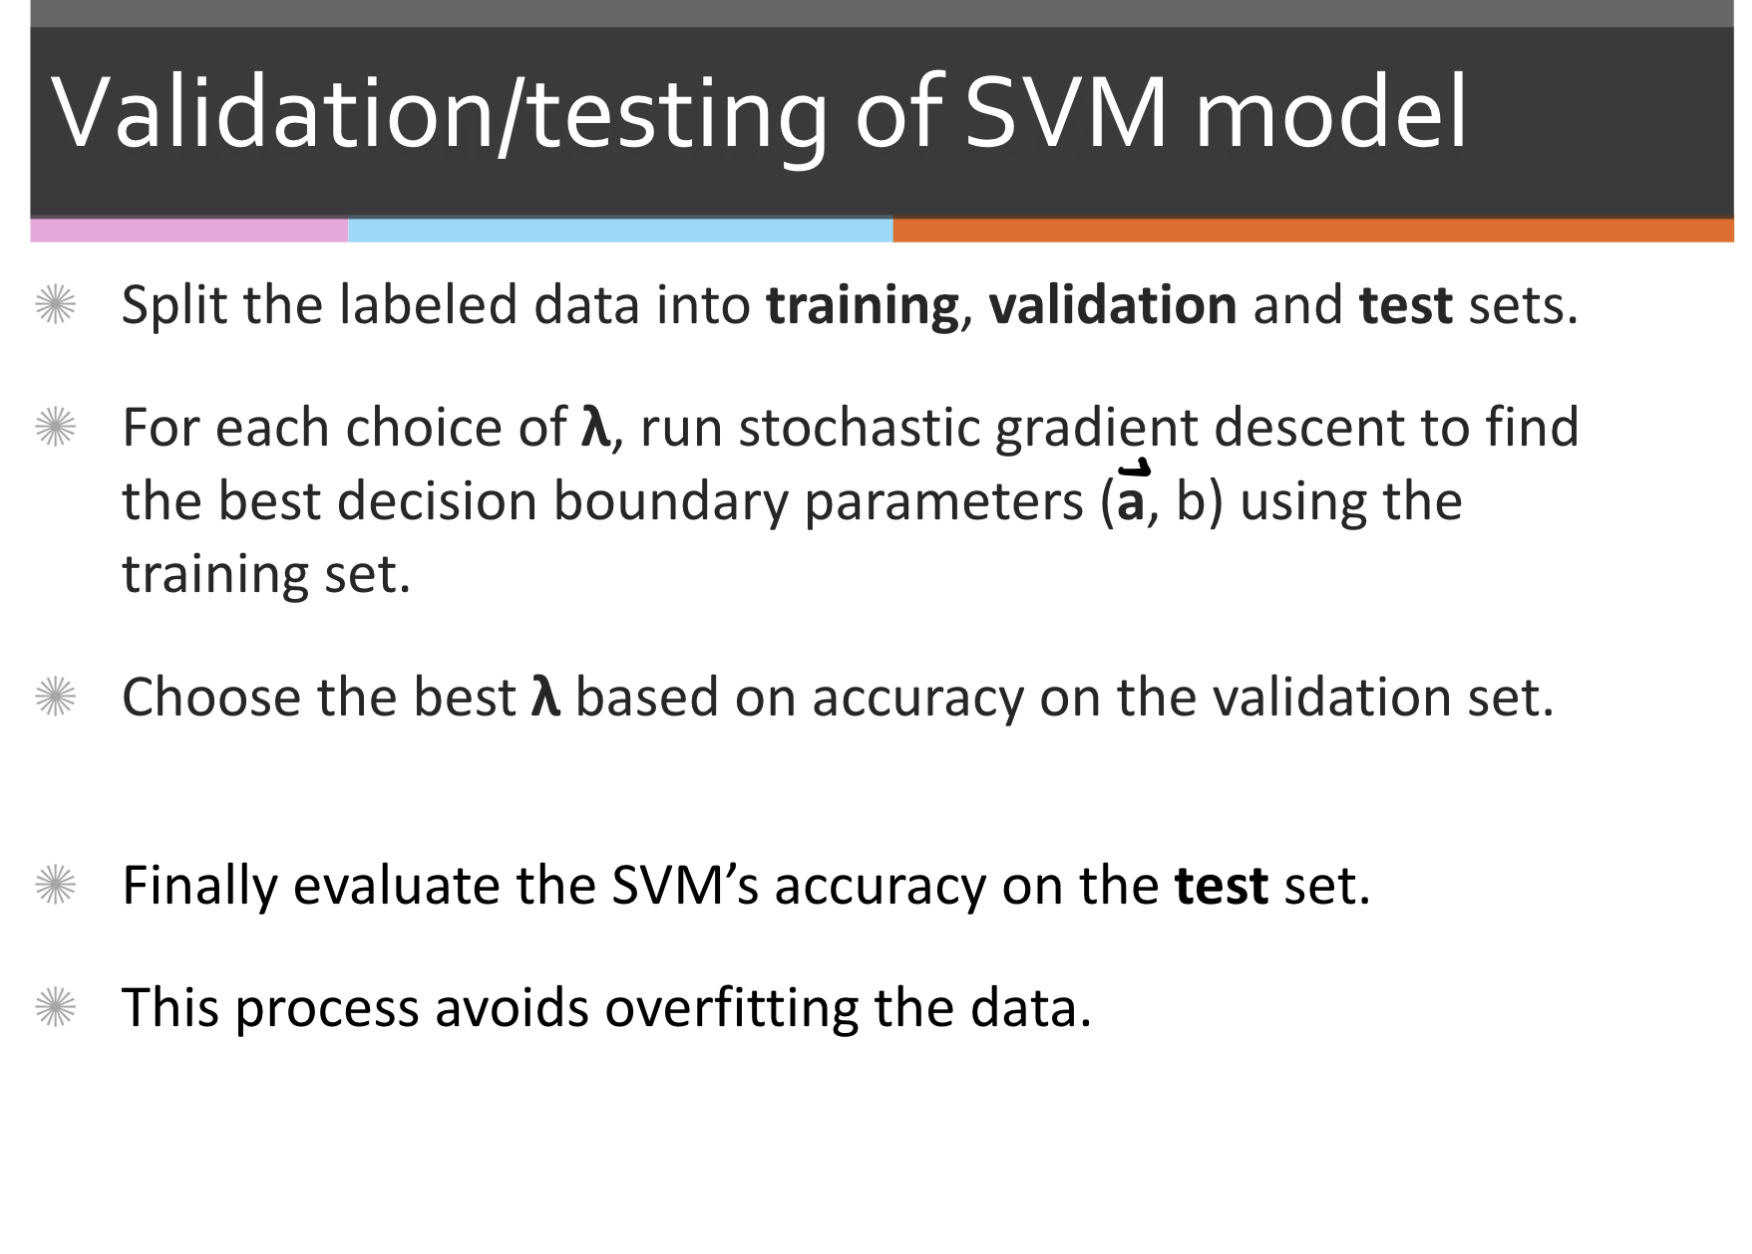 Validation/testing of SVM model
Split the labeled data into training, validation and test sets.
For each choice of λ, run stochastic gradient descent to find
the best decision boundary parameters (a⃗, b) using the
training set.
Choose the best λ based on accuracy on the validation set.
Finally evaluate the SVM’s accuracy on the test set.
This process avoids overfitting the data.